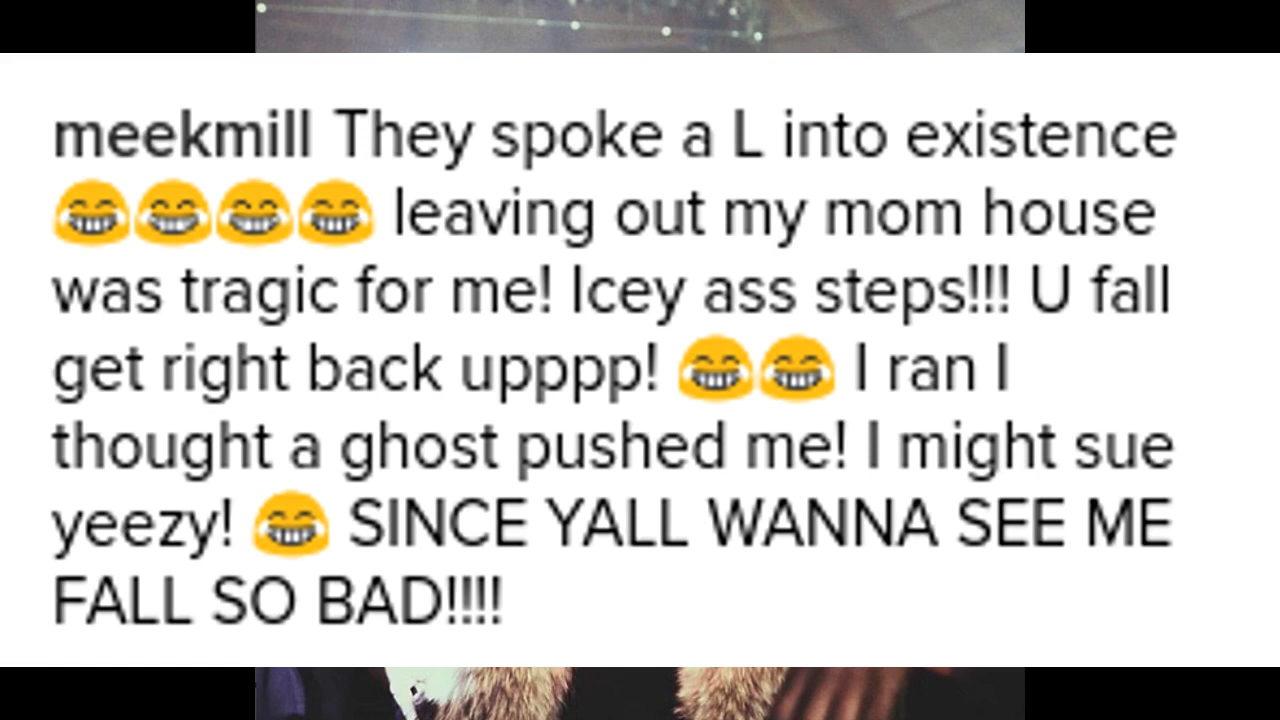 meekmill They spoke a L into existence
😂😂😂😂 leaving out my mom house
was tragic for me! Icey ass steps!!! U fall
get right back upppp! 😂😂 I ran I
thought a ghost pushed me! I might sue
yeezy! 😂 SINCE YALL WANNA SEE ME
FALL SO BAD!!!!